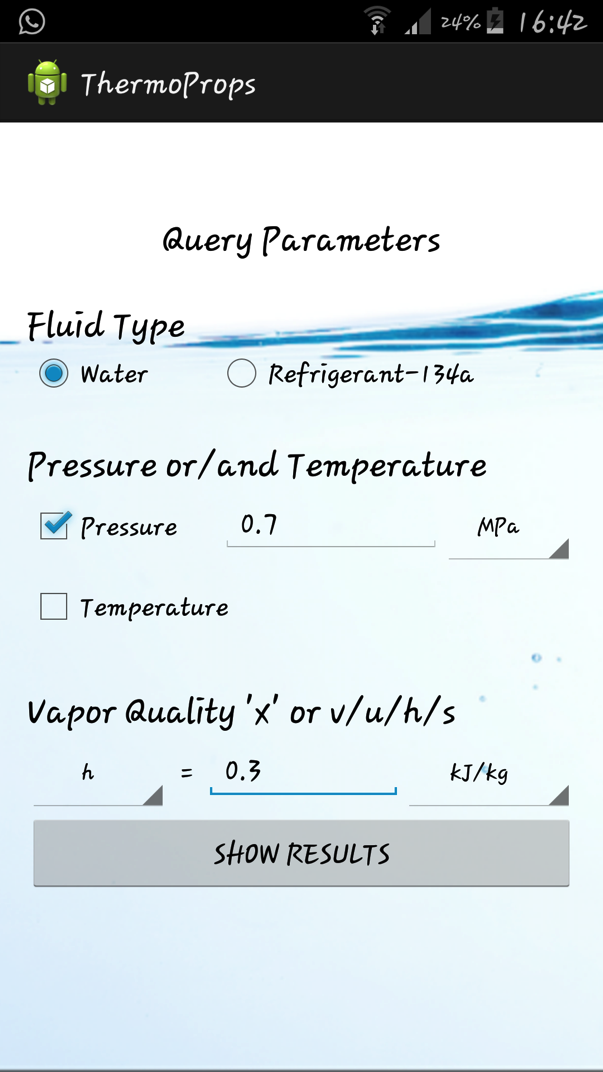 24% 16:42
ThermoProps
Query Parameters
Fluid Type
Water Refrigerant-134a
Pressure or/and Temperature
Pressure 0.7 MPa
Temperature
Vapor Quality 'x' or v/u/h/s
h = 0.3 kJ/kg
SHOW RESULTS